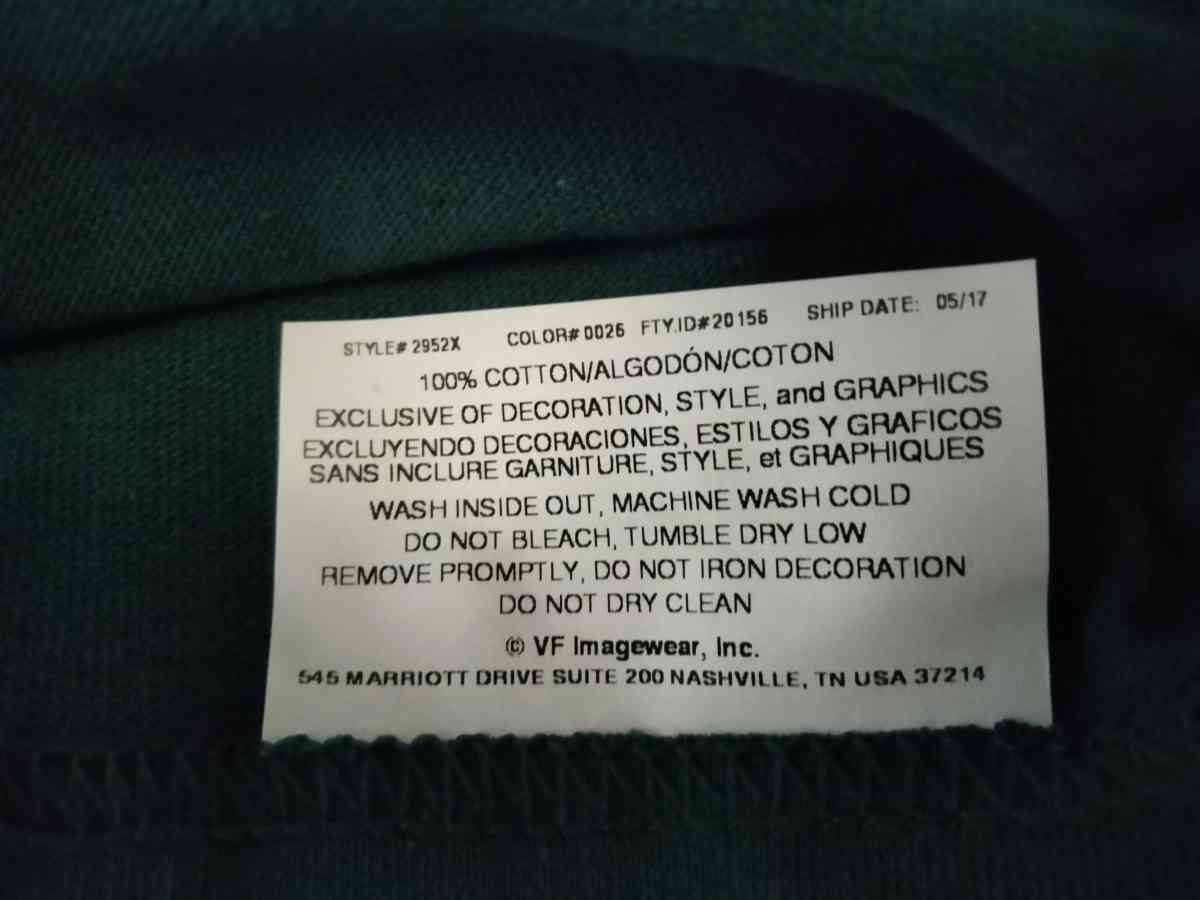 STYLE# 2952X COLOR# 0026 FTY.ID# 20156 SHIP DATE: 05/17
100% COTTON/ALGODÓN/COTON
EXCLUSIVE OF DECORATION, STYLE, and GRAPHICS
EXCLUYENDO DECORACIONES, ESTILOS Y GRAFICOS
SANS INCLURE GARNITURE, STYLE, et GRAPHIQUES
WASH INSIDE OUT, MACHINE WASH COLD
DO NOT BLEACH, TUMBLE DRY LOW
REMOVE PROMPTLY, DO NOT IRON DECORATION
DO NOT DRY CLEAN
© VF Imagewear, Inc.
545 MARRIOTT DRIVE SUITE 200 NASHVILLE, TN USA 37214